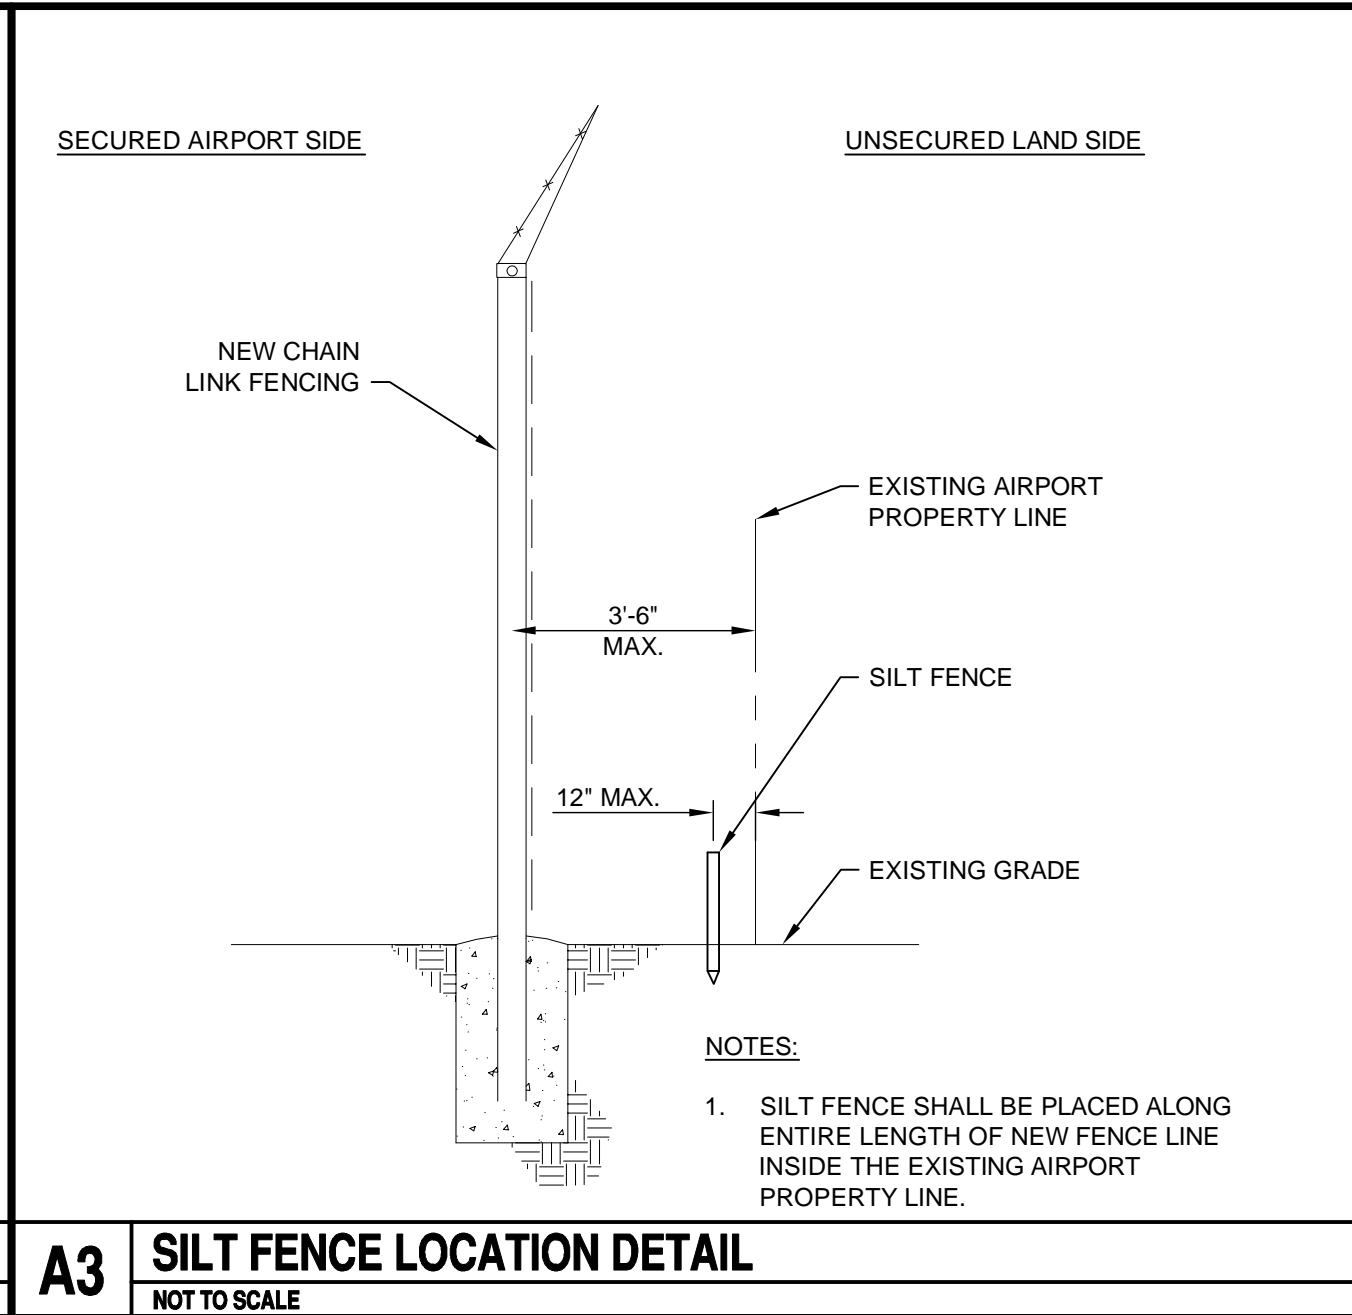 SECURED AIRPORT SIDE
UNSECURED LAND SIDE
NEW CHAIN
LINK FENCING
EXISTING AIRPORT
PROPERTY LINE
3'-6"
MAX.
SILT FENCE
12" MAX.
EXISTING GRADE
NOTES:
1. SILT FENCE SHALL BE PLACED ALONG
ENTIRE LENGTH OF NEW FENCE LINE
INSIDE THE EXISTING AIRPORT
PROPERTY LINE.
A3
SILT FENCE LOCATION DETAIL
NOT TO SCALE